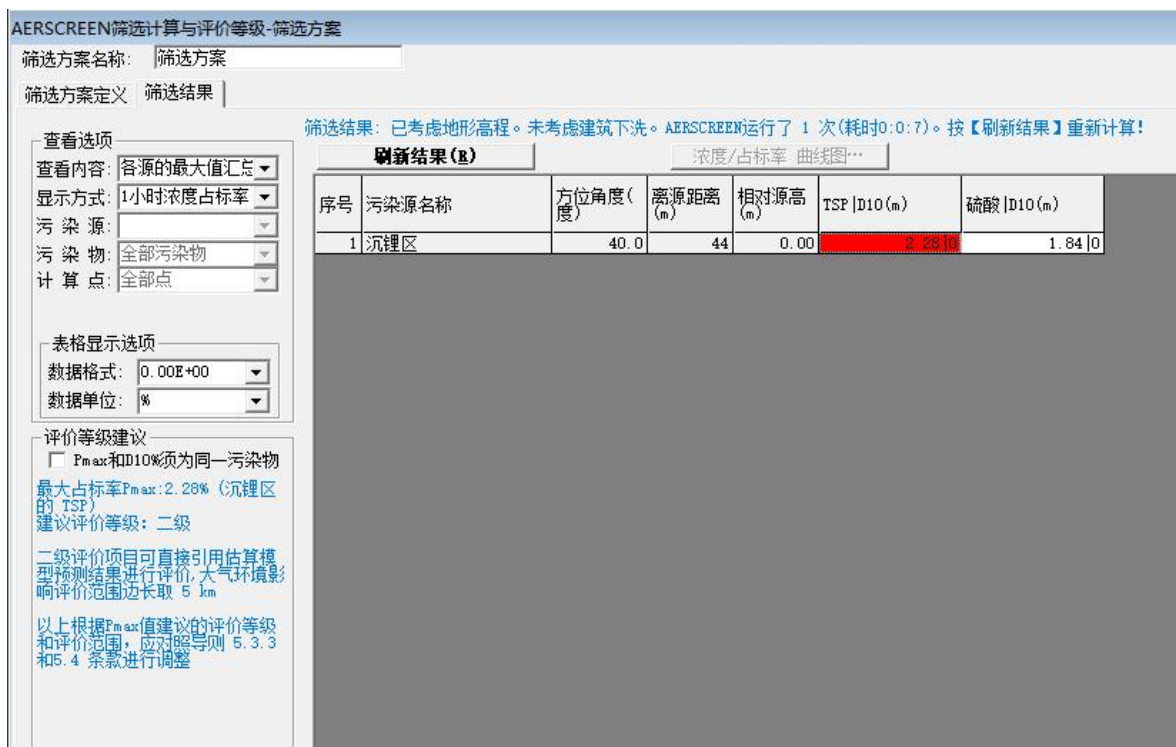 AERSCREEN筛选计算与评价等级-筛选方案
筛选方案名称: 筛选方案
筛选方案定义 筛选结果
查看选项
查看内容: 各源的最大值汇总
显示方式: 1小时浓度占标率
污 染 源:
污 染 物: 全部污染物
计 算 点: 全部点
表格显示选项
数据格式: 0.00E+00
数据单位: %
评价等级建议
Pmax和D10%须为同一污染物
最大占标率Pmax:2.28% (沉锂区
的 TSP)
建议评价等级: 二级
二级评价项目可直接引用估算模
型预测结果进行评价,大气环境影
响评价范围边长取 5 km
以上根据Pmax值建议的评价等级
和评价范围, 应对照导则 5.3.3
和5.4 条款进行调整
筛选结果: 已考虑地形高程。未考虑建筑下洗。AERSCREEN运行了 1 次(耗时0:0:7)。按【刷新结果】重新计算!
刷新结果(R) 浓度/占标率 曲线图…
序号 污染源名称 方位角度(度) 离源距离(m) 相对源高(m) TSP|D10(m) 硫酸|D10(m)
1 沉锂区 40.0 44 0.00 2.28|0 1.84|0